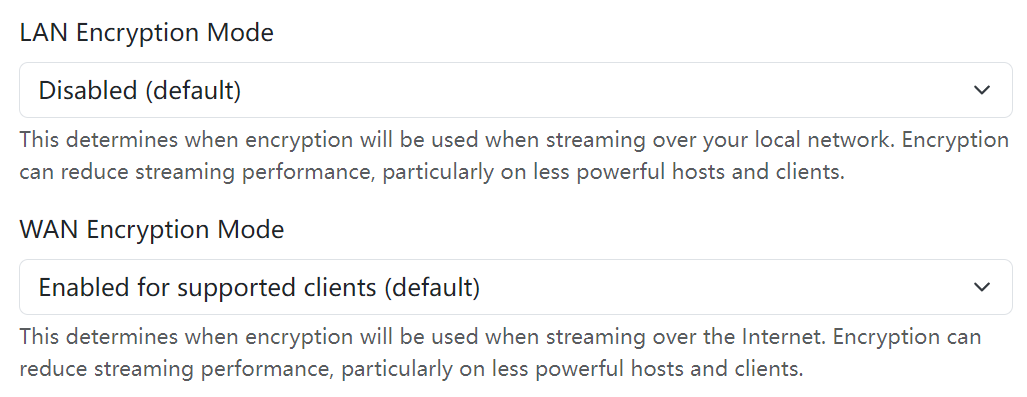 LAN Encryption Mode
Disabled (default)
This determines when encryption will be used when streaming over your local network. Encryption
can reduce streaming performance, particularly on less powerful hosts and clients.
WAN Encryption Mode
Enabled for supported clients (default)
This determines when encryption will be used when streaming over the Internet. Encryption can
reduce streaming performance, particularly on less powerful hosts and clients.